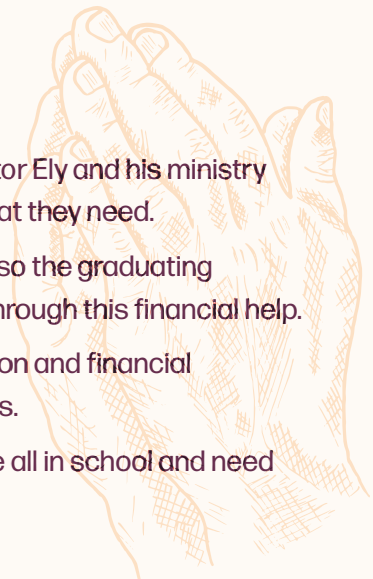 tor Ely and his ministry
at they need.
so the graduating
hrough this financial help.
on and financial
s.
e all in school and need